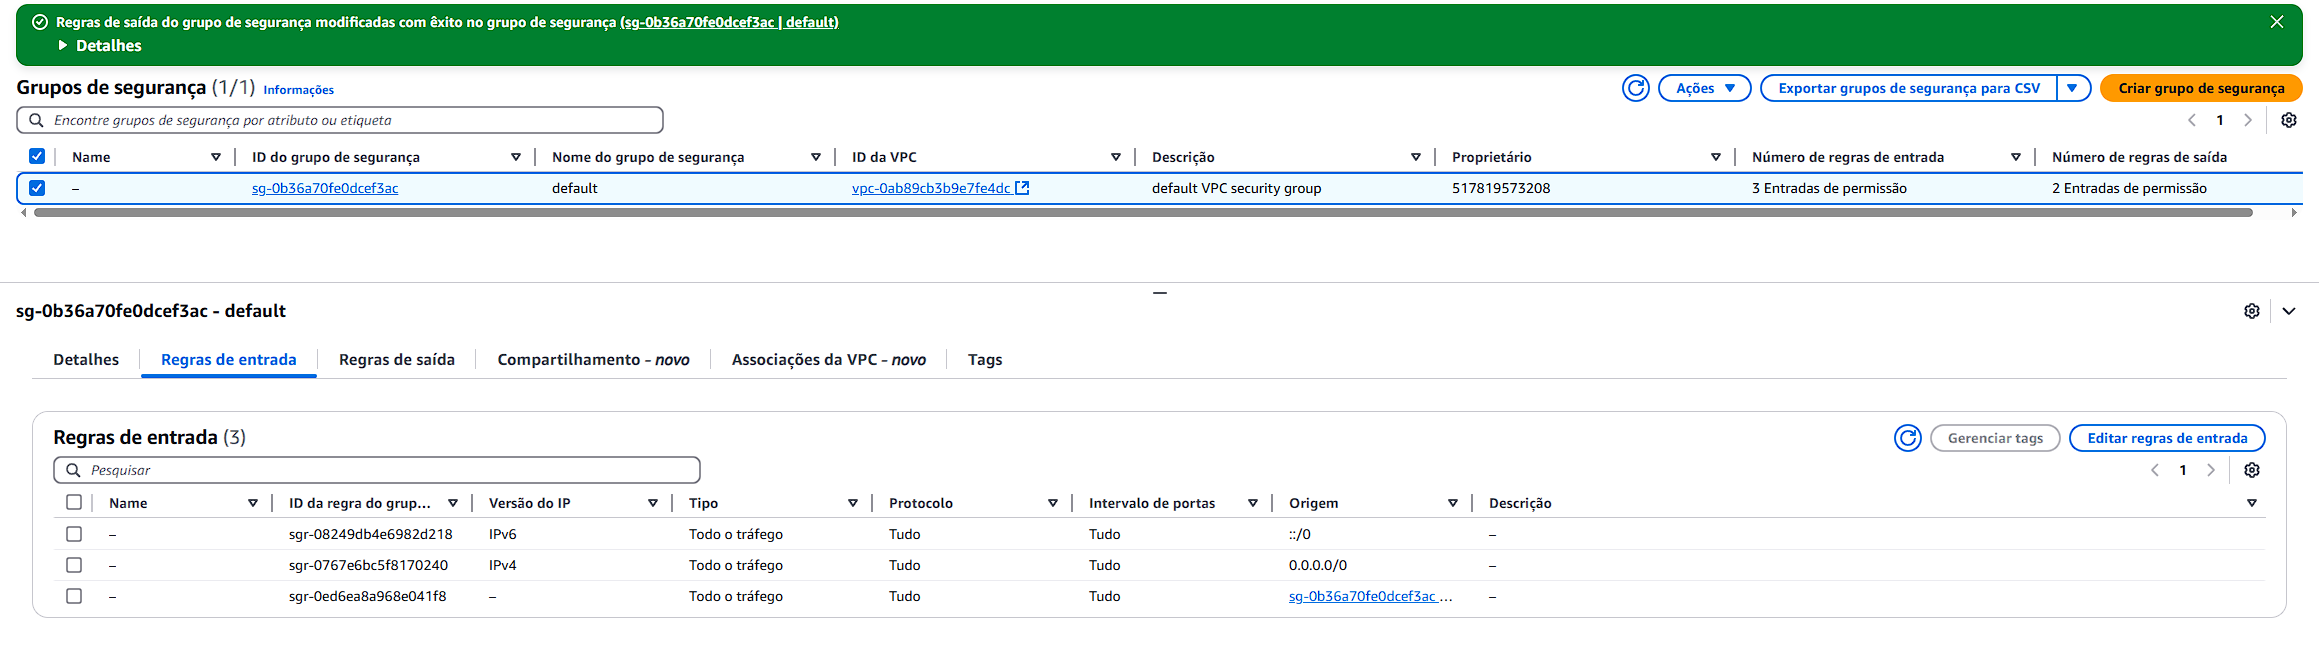 Regras de saída do grupo de segurança modificadas com êxito no grupo de segurança (sg-0b36a70fe0dcef3ac | default)
Detalhes
Grupos de segurança (1/1) Informações
Ações
Exportar grupos de segurança para CSV
Criar grupo de segurança
Encontre grupos de segurança por atributo ou etiqueta
1
Name ID do grupo de segurança Nome do grupo de segurança ID da VPC Descrição Proprietário Número de regras de entrada Número de regras de saída
– sg-0b36a70fe0dcef3ac default vpc-0ab89cb3b9e7fe4dc default VPC security group 517819573208 3 Entradas de permissão 2 Entradas de permissão
sg-0b36a70fe0dcef3ac - default
Detalhes Regras de entrada Regras de saída Compartilhamento - novo Associações da VPC - novo Tags
Regras de entrada (3)
Gerenciar tags
Editar regras de entrada
Pesquisar
1
Name ID da regra do grup... Versão do IP Tipo Protocolo Intervalo de portas Origem Descrição
– sgr-08249db4e6982d218 IPv6 Todo o tráfego Tudo Tudo ::/0 –
– sgr-0767e6bc5f8170240 IPv4 Todo o tráfego Tudo Tudo 0.0.0.0/0 –
– sgr-0ed6ea8a968e041f8 – Todo o tráfego Tudo Tudo sg-0b36a70fe0dcef3ac ... –